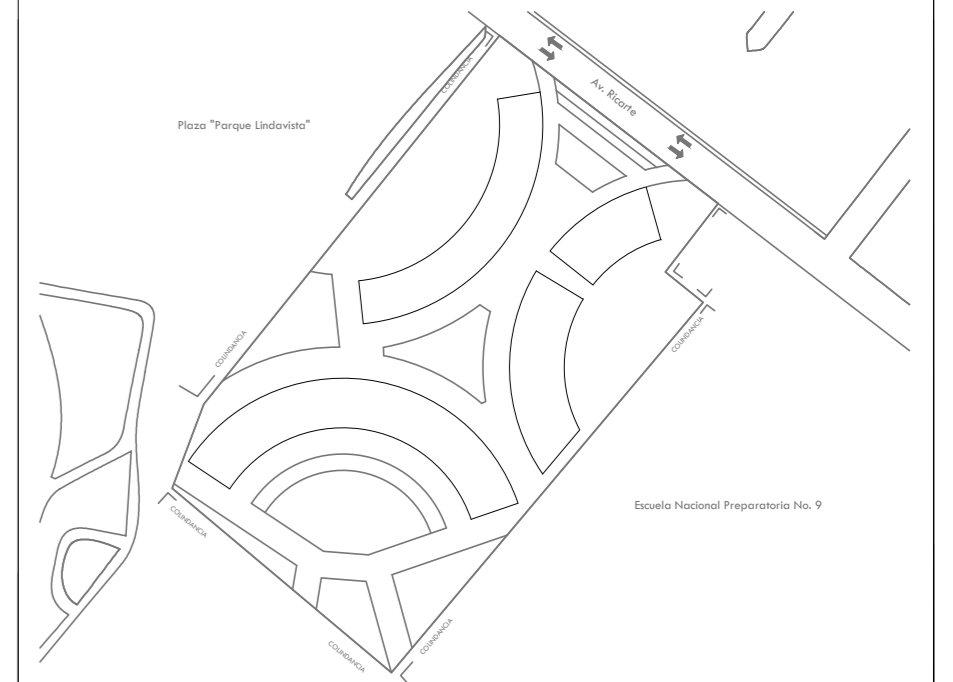 COLINDANCIA
Av. Ricarte
Plaza "Parque Lindavista"
COLINDANCIA
COLINDANCIA
Escuela Nacional Preparatoria No. 9
COLINDANCIA
COLINDANCIA
COLINDANCIA